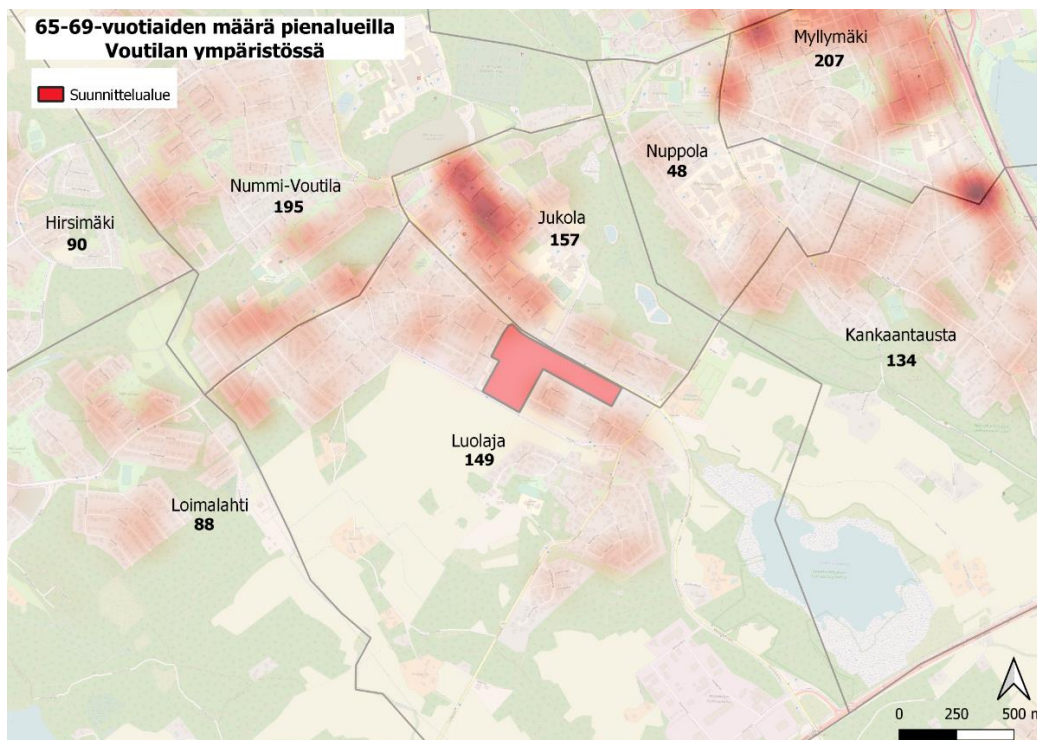 65-69-vuotiaiden määrä pienalueilla
Voutilan ympäristössä
Suunnittelualue
Myllymäki
207
Nuppola
48
Nummi-Voutila
195
Jukola
157
Hirsimäki
90
Kankaantausta
134
Luolaja
149
Loimalahti
88
0 250 500 m